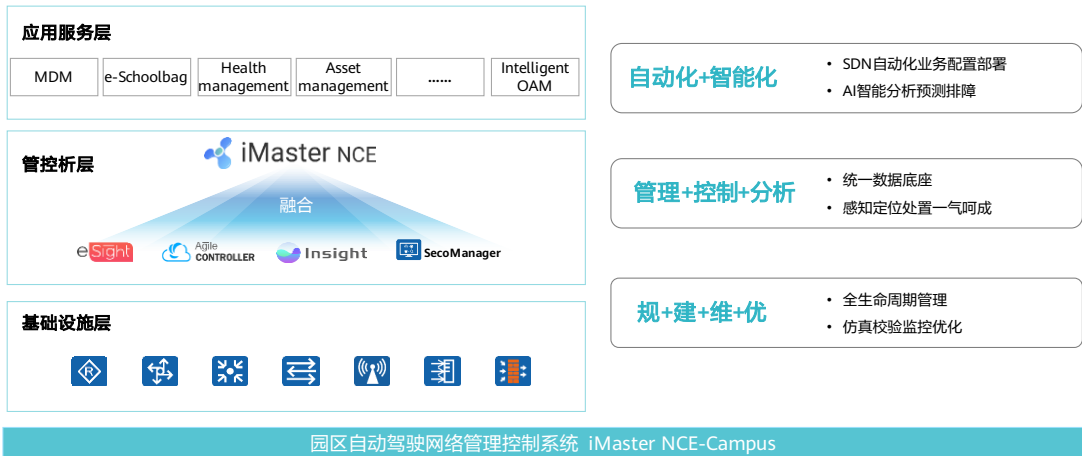 应用服务层
MDM
e-Schoolbag
Health
management
Asset
management
......
Intelligent
OAM
管控析层
iMaster NCE
融合
eSight
Agile
CONTROLLER
Insight
SecoManager
基础设施层
R
自动化+智能化
• SDN自动化业务配置部署
• AI智能分析预测排障
管理+控制+分析
• 统一数据底座
• 感知定位处置一气呵成
规+建+维+优
• 全生命周期管理
• 仿真校验监控优化
园区自动驾驶网络管理控制系统 iMaster NCE-Campus